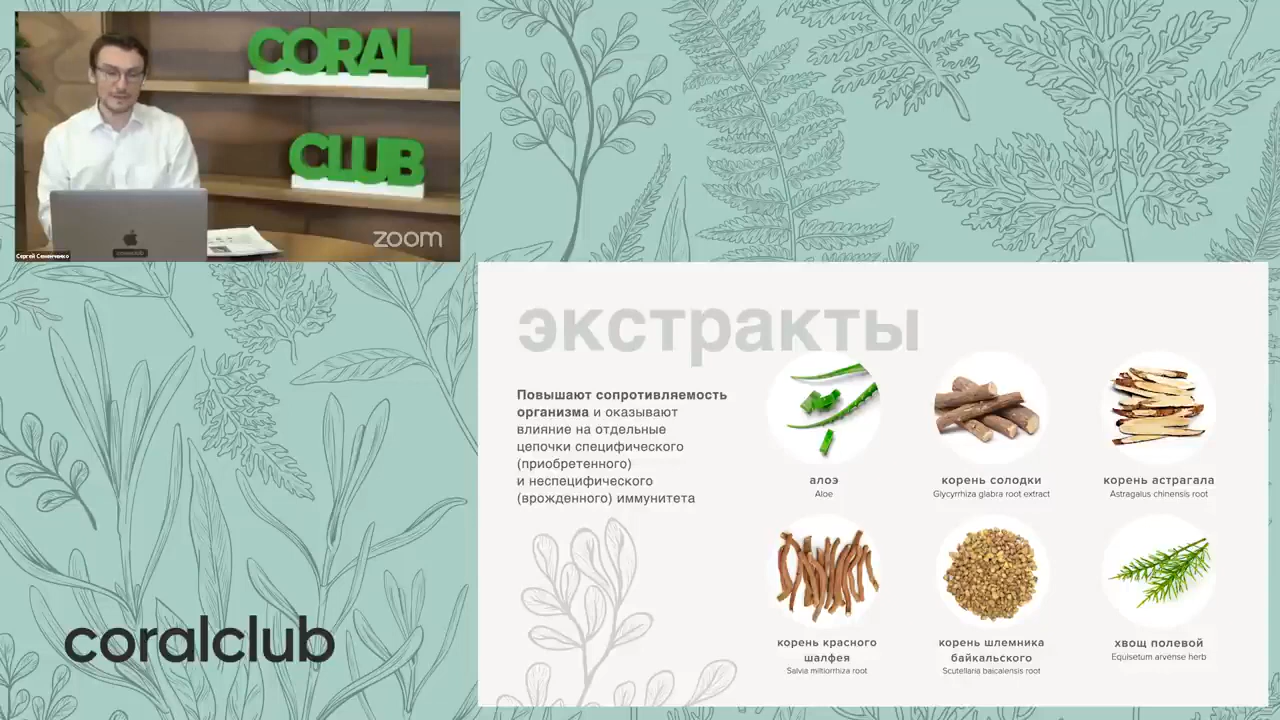 CORAL
CLUB
zoom
Сергей Семенченко
экстракты
Повышают сопротивляемость
организма и оказывают
влияние на отдельные
цепочки специфического
(приобретенного)
и неспецифического
(врожденного) иммунитета
алоэ
Aloe
корень солодки
Glycyrrhiza glabra root extract
корень астрагала
Astragalus chinensis root
корень красного
шалфея
Salvia miltiorrhiza root
корень шлемника
байкальского
Scutellaria baicalensis root
хвощ полевой
Equisetum arvense herb
coralclub